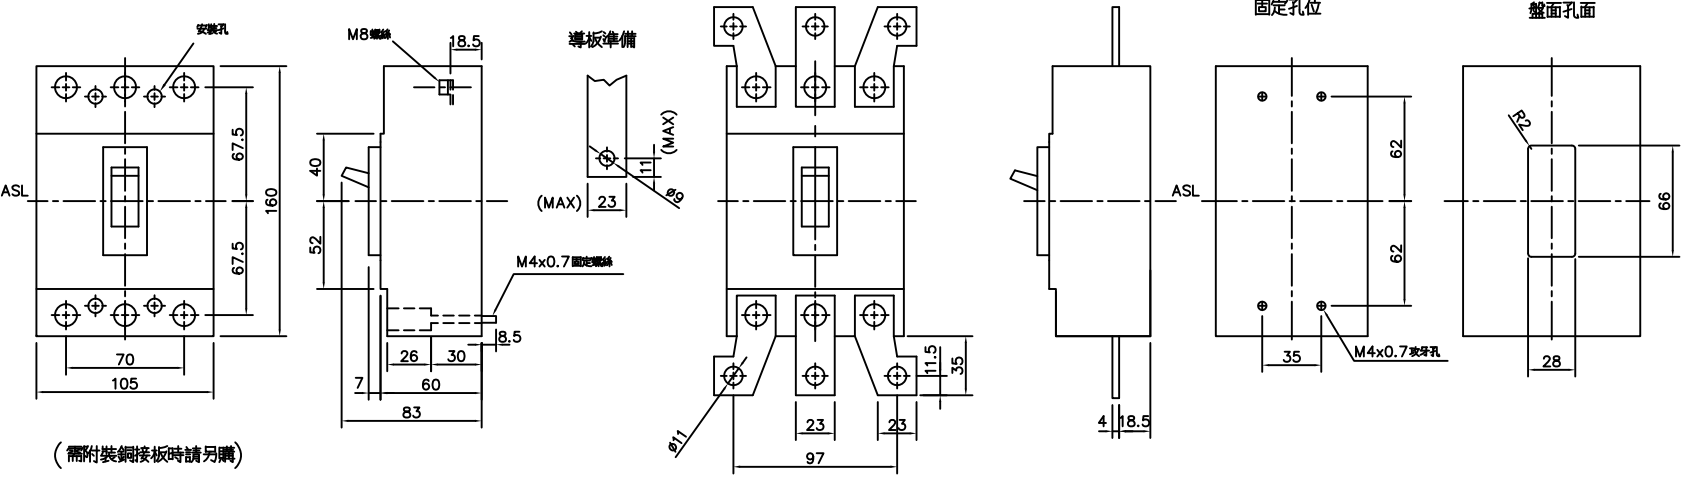 安裝孔
ASL
67.5
67.5
160
70
105
(需附裝銅接板時請另購)
M8螺絲
18.5
40
52
M4x0.7固定螺絲
8.5
26
30
7
60
83
導板準備
(MAX)
11
(MAX)
23
ø9
ø11
11.5
35
23
23
97
4
18.5
固定孔位
ASL
62
62
35
M4x0.7攻牙孔
盤面孔面
R2
66
28